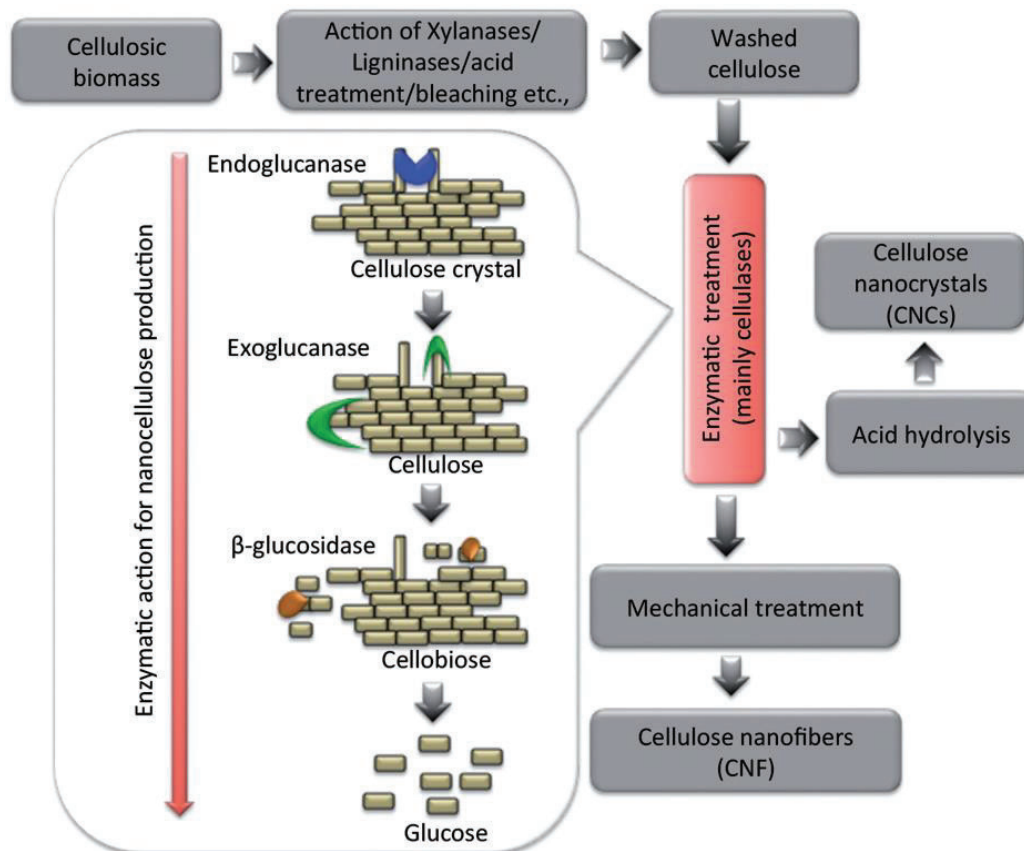 Cellulosic
biomass
Action of Xylanases/
Ligninases/acid
treatment/bleaching etc.,
Washed
cellulose
Enzymatic action for nanocellulose production
Endoglucanase
Cellulose crystal
Exoglucanase
Cellulose
β-glucosidase
Cellobiose
Glucose
Enzymatic treatment
(mainly cellulases)
Cellulose
nanocrystals
(CNCs)
Acid hydrolysis
Mechanical treatment
Cellulose nanofibers
(CNF)